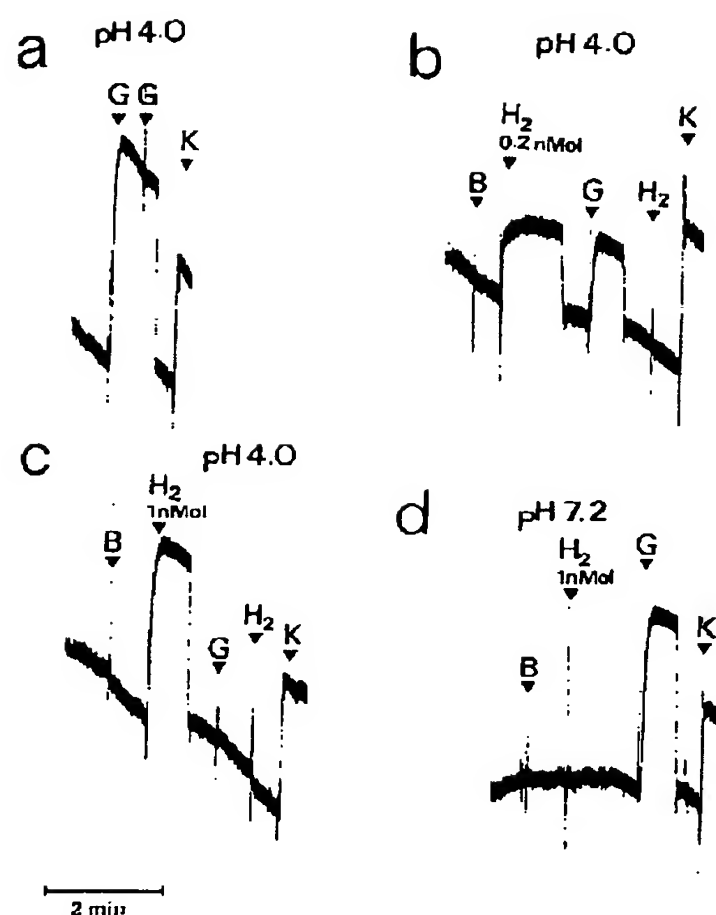 a pH 4.0
G G
K
b pH 4.0
H2
0.2 nMol
B
G
H2
K
c pH 4.0
H2
1nMol
B
G
H2
K
d pH 7.2
H2
1nMol
G
B
K
2 min